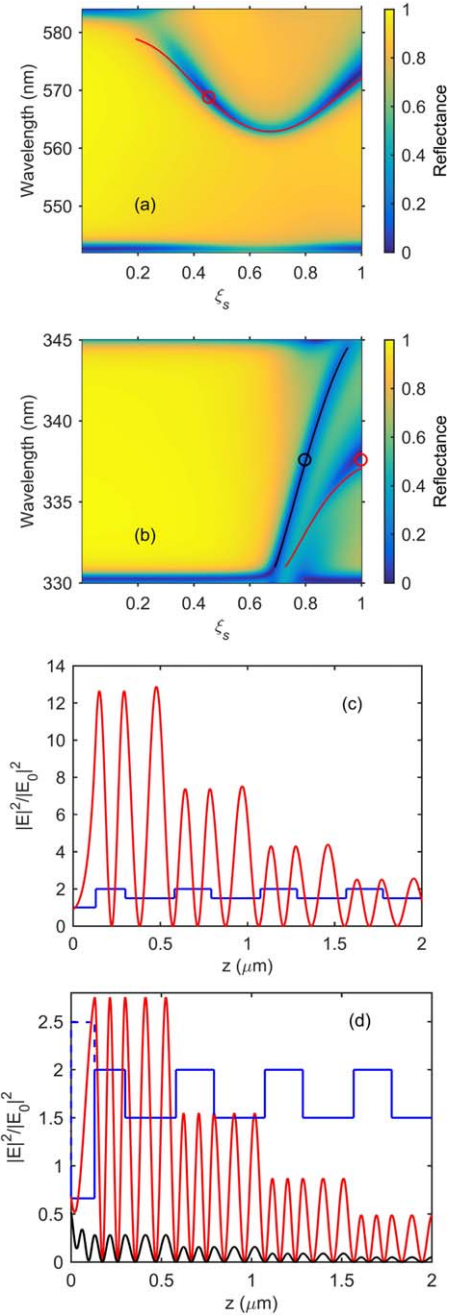 580
570
560
550
Wavelength (nm)
(a)
0.2 0.4 0.6 0.8 1
ξs
1
0.8
0.6
0.4
0.2
0
Reflectance
345
340
335
330
Wavelength (nm)
(b)
0.2 0.4 0.6 0.8 1
ξs
1
0.8
0.6
0.4
0.2
0
Reflectance
14
12
10
8
6
4
2
0
|E|²/|E₀|²
(c)
0 0.5 1 1.5 2
z (μm)
2.5
2
1.5
1
0.5
0
|E|²/|E₀|²
(d)
0 0.5 1 1.5 2
z (μm)